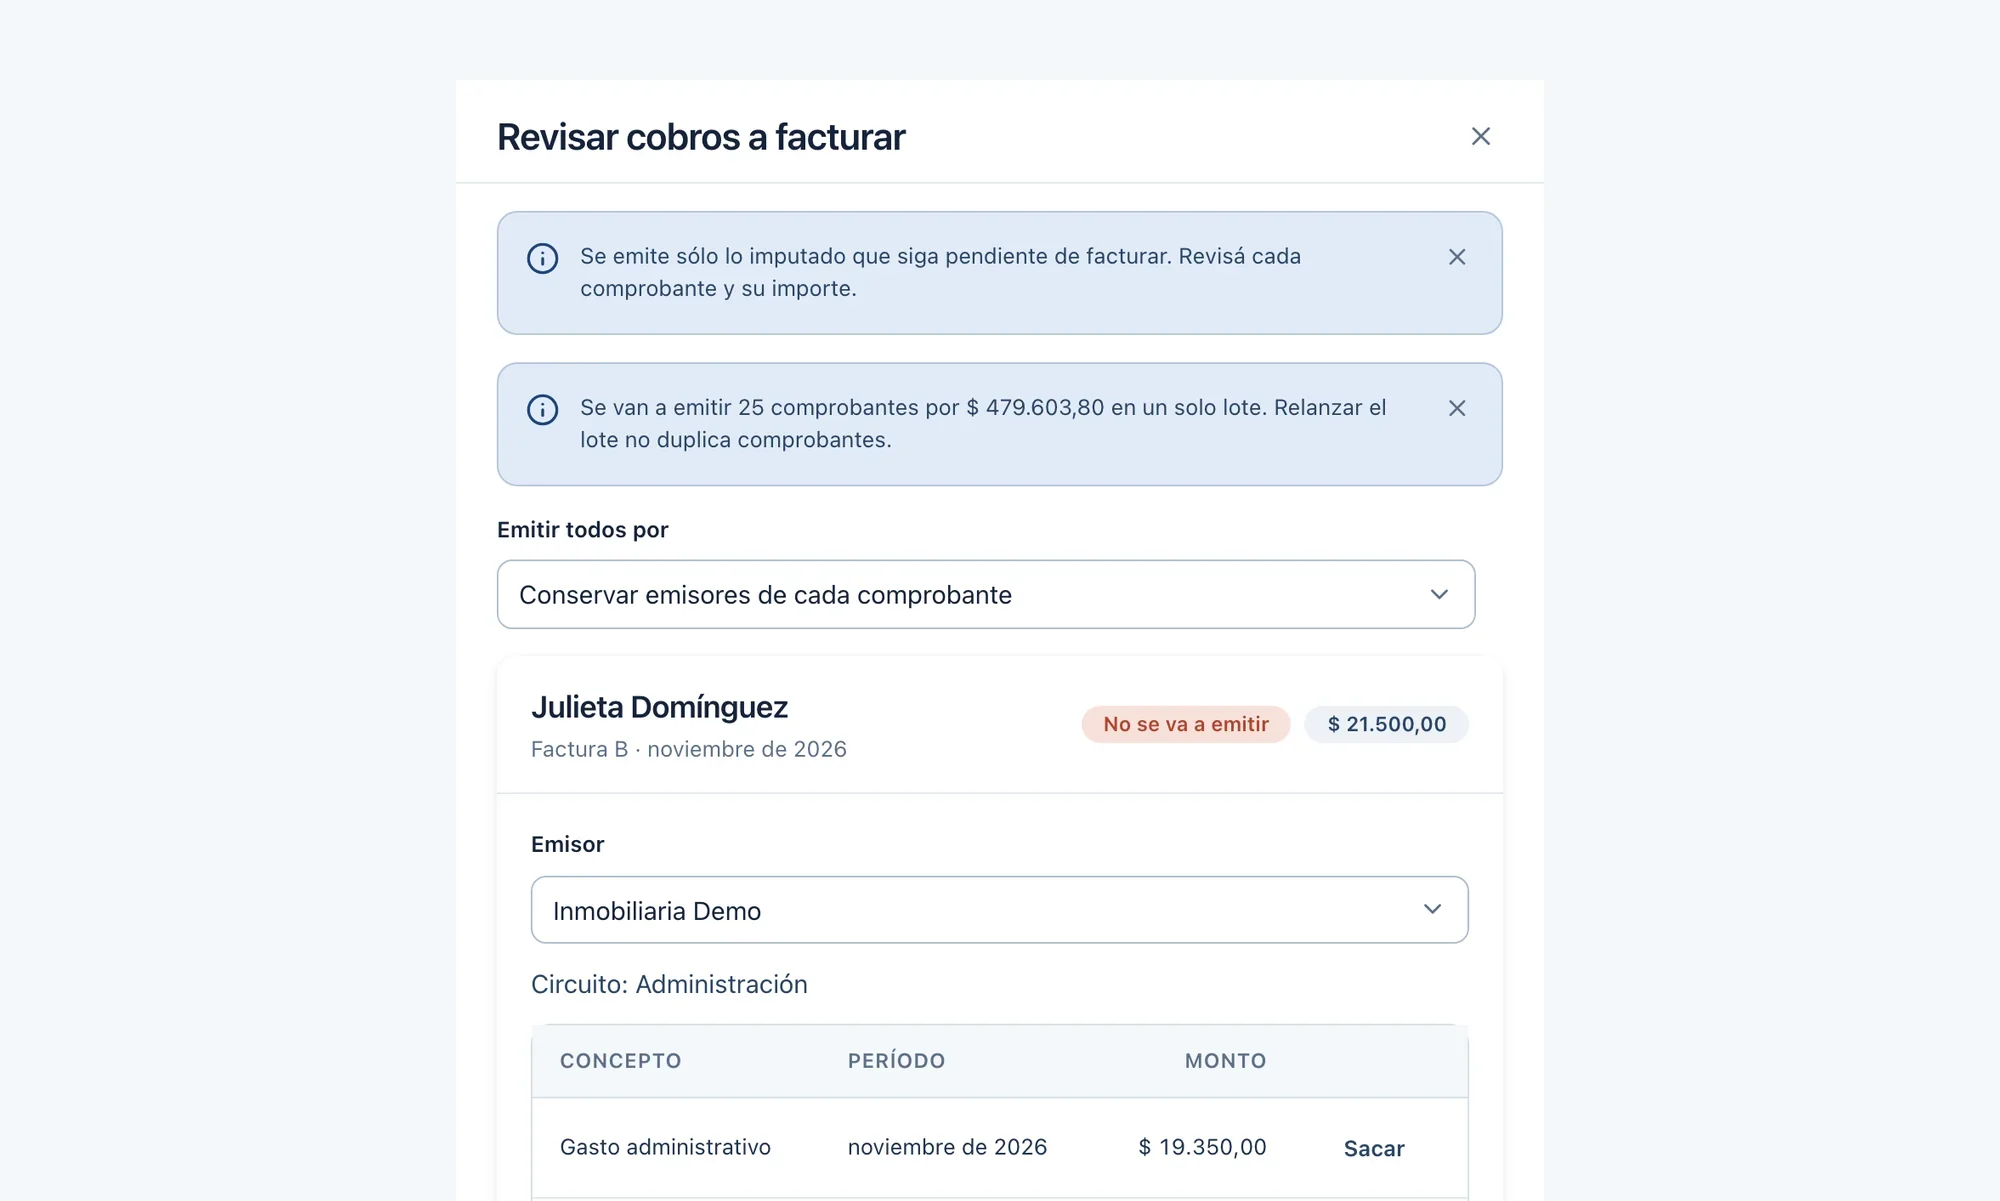 Revisar cobros a facturar
Se emite sólo lo imputado que siga pendiente de facturar. Revisá cada
comprobante y su importe.
Se van a emitir 25 comprobantes por $ 479.603,80 en un solo lote. Relanzar el
lote no duplica comprobantes.
Emitir todos por
Conservar emisores de cada comprobante
Julieta Domínguez
No se va a emitir
$ 21.500,00
Factura B · noviembre de 2026
Emisor
Inmobiliaria Demo
Circuito: Administración
CONCEPTO PERÍODO MONTO
Gasto administrativo noviembre de 2026 $ 19.350,00 Sacar